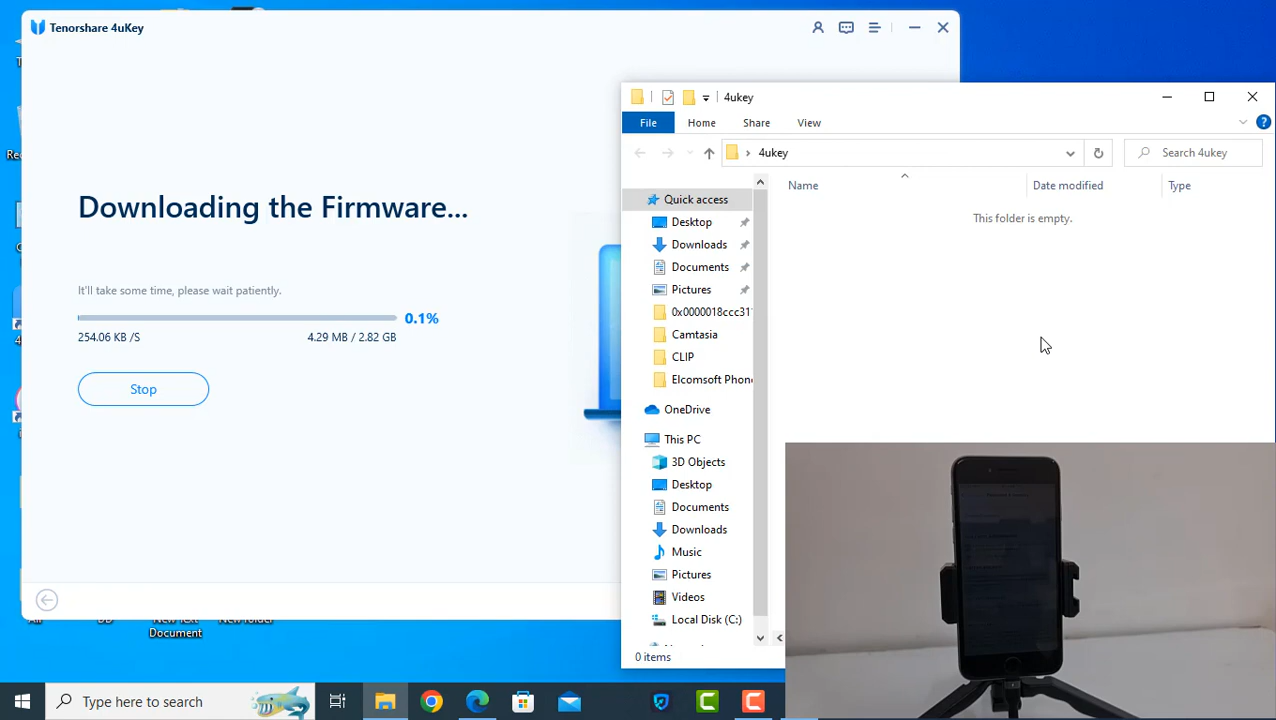 Tenorshare 4uKey
Downloading the Firmware...
It'll take some time, please wait patiently.
0.1%
254.06 KB /S
4.29 MB / 2.82 GB
Stop
4ukey
File
Home
Share
View
4ukey
Search 4ukey
Name
Date modified
Type
This folder is empty.
Quick access
Desktop
Downloads
Documents
Pictures
0x0000018ccc31
Camtasia
CLIP
Elcomsoft Phon
OneDrive
This PC
3D Objects
Desktop
Documents
Downloads
Music
Pictures
Videos
Local Disk (C:)
0 items
New Text
Document
New folder
Type here to search